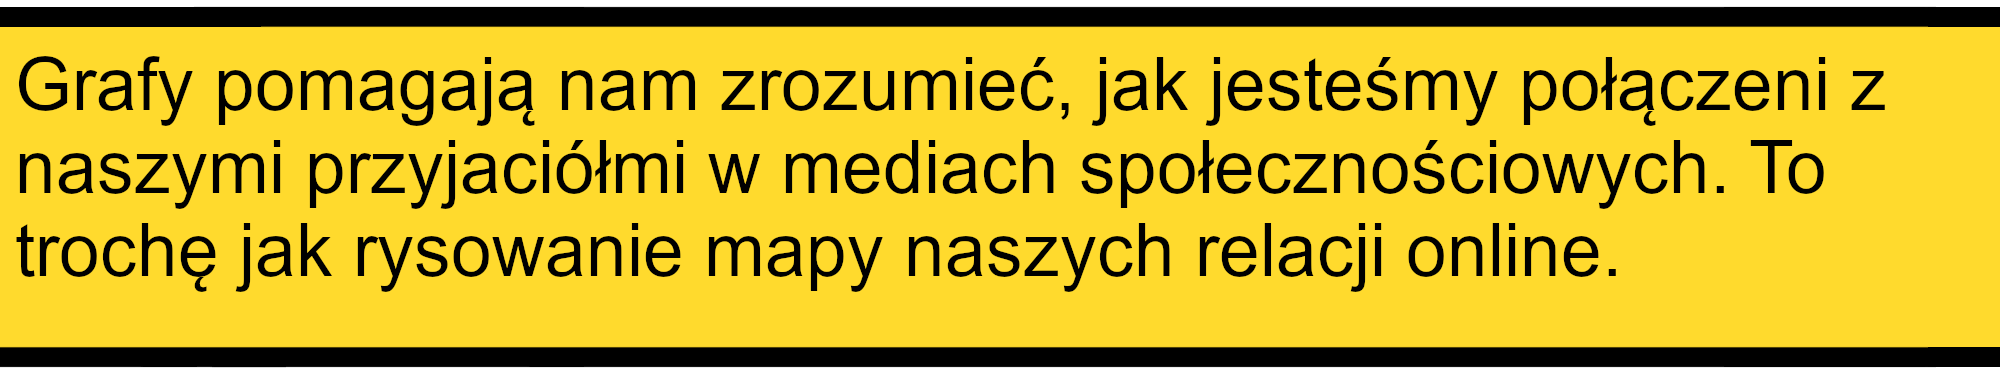 Grafy pomagają nam zrozumieć, jak jesteśmy połączeni z
naszymi przyjaciółmi w mediach społecznościowych. To
trochę jak rysowanie mapy naszych relacji online.